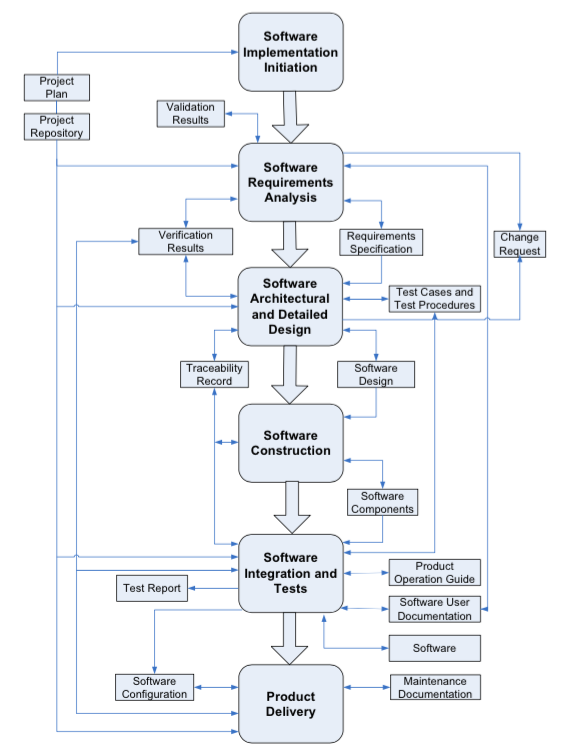 Software
Implementation
Initiation
Project
Plan
Validation
Results
Project
Repository
Software
Requirements
Analysis
Verification
Results
Requirements
Specification
Change
Request
Software
Architectural
and Detailed
Design
Test Cases and
Test Procedures
Traceability
Record
Software
Design
Software
Construction
Software
Components
Software
Integration and
Tests
Product
Operation Guide
Test Report
Software User
Documentation
Software
Software
Configuration
Product
Delivery
Maintenance
Documentation